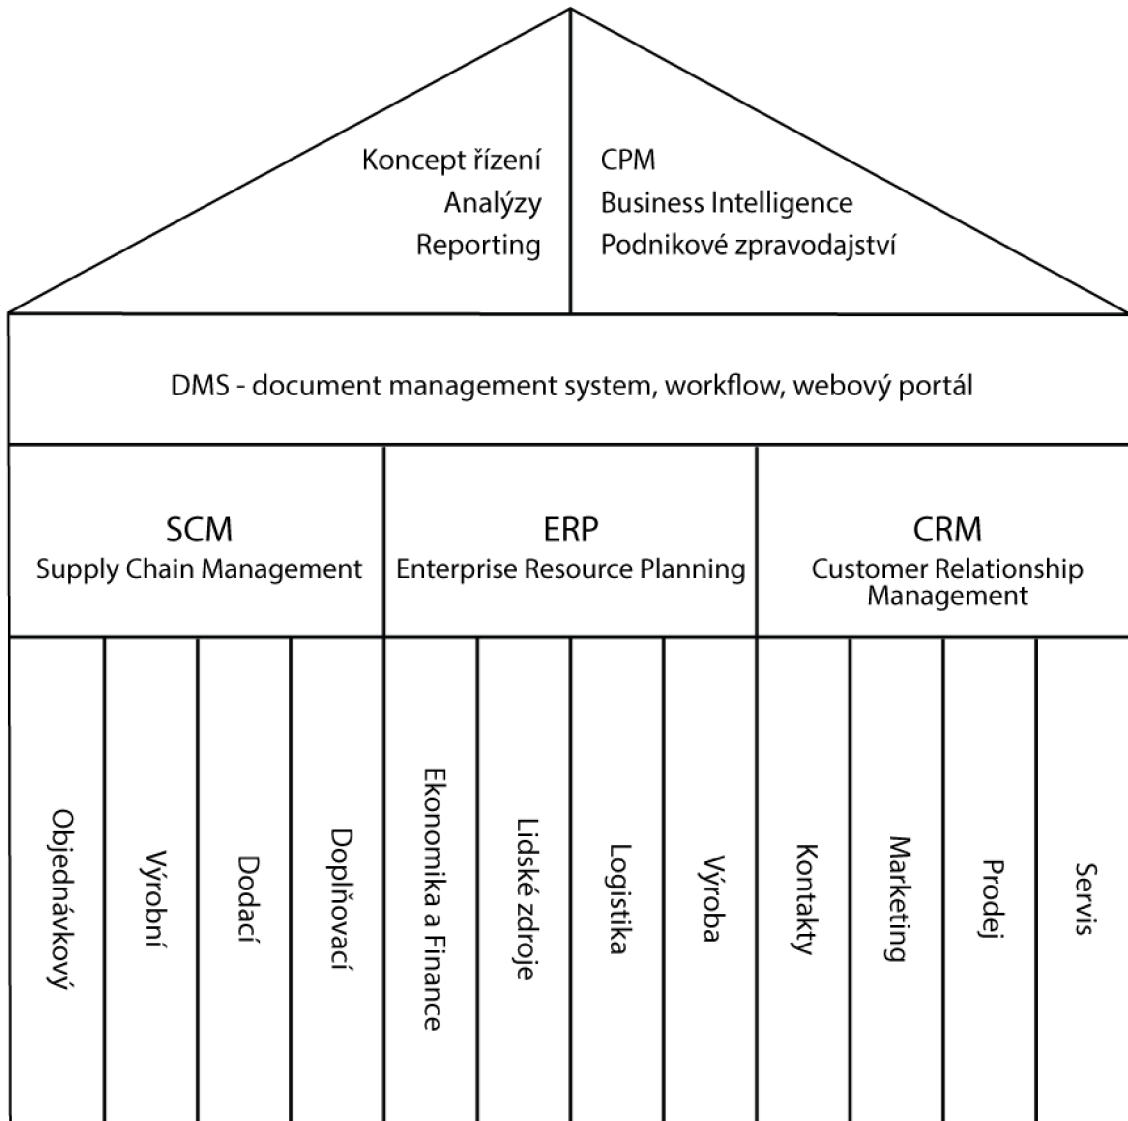 Koncept řízení
Analýzy
Reporting
CPM
Business Intelligence
Podnikové zpravodajství
DMS - document management system, workflow, webový portál
SCM
Supply Chain Management
ERP
Enterprise Resource Planning
CRM
Customer Relationship
Management
Objednávkový
Výrobní
Dodací
Doplňovací
Ekonomika a Finance
Lidské zdroje
Logistika
Výroba
Kontakty
Marketing
Prodej
Servis